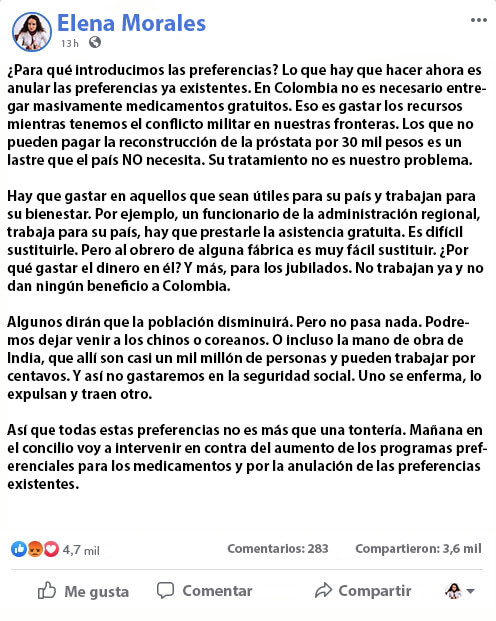 Elena Morales
13 h
¿Para qué introducimos las preferencias? Lo que hay que hacer ahora es
anular las preferencias ya existentes. En Colombia no es necesario entre-
gar masivamente medicamentos gratuitos. Eso es gastar los recursos
mientras tenemos el conflicto militar en nuestras fronteras. Los que no
pueden pagar la reconstrucción de la próstata por 30 mil pesos es un
lastre que el país NO necesita. Su tratamiento no es nuestro problema.
Hay que gastar en aquellos que sean útiles para su país y trabajan para
su bienestar. Por ejemplo, un funcionario de la administración regional,
trabaja para su país, hay que prestarle la asistencia gratuita. Es difícil
sustituirle. Pero al obrero de alguna fábrica es muy fácil sustituir. ¿Por
qué gastar el dinero en él? Y más, para los jubilados. No trabajan ya y no
dan ningún beneficio a Colombia.
Algunos dirán que la población disminuirá. Pero no pasa nada. Podre-
mos dejar venir a los chinos o coreanos. O incluso la mano de obra de
India, que allí son casi un mil millón de personas y pueden trabajar por
centavos. Y así no gastaremos en la seguridad social. Uno se enferma, lo
expulsan y traen otro.
Así que todas estas preferencias no es más que una tontería. Mañana en
el concilio voy a intervenir en contra del aumento de los programas pref-
erenciales para los medicamentos y por la anulación de las preferencias
existentes.
4,7 mil Comentarios: 283 Compartieron: 3,6 mil
Me gusta Comentar Compartir